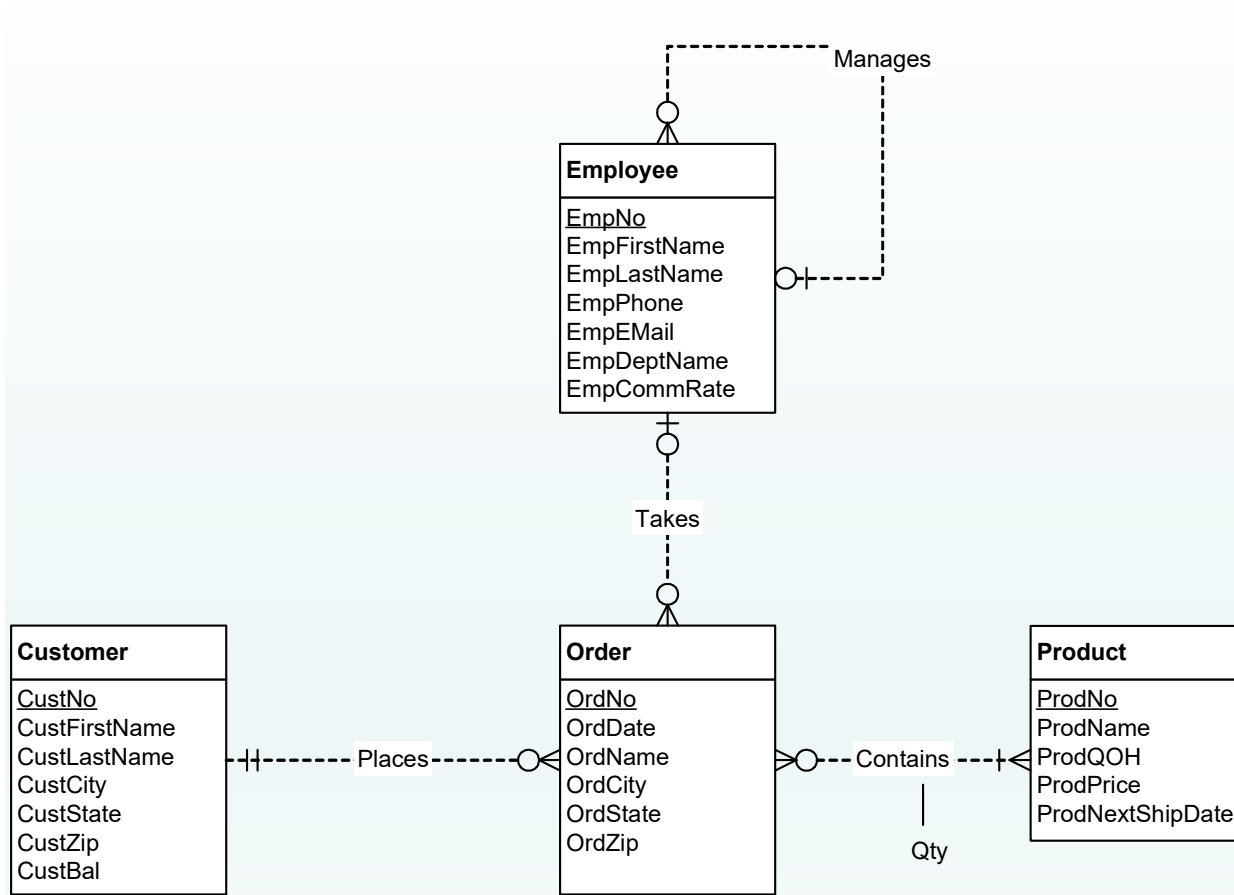 Manages
Employee
EmpNo
EmpFirstName
EmpLastName
EmpPhone
EmpEMail
EmpDeptName
EmpCommRate
Takes
Customer
CustNo
CustFirstName
CustLastName
CustCity
CustState
CustZip
CustBal
Places
Order
OrdNo
OrdDate
OrdName
OrdCity
OrdState
OrdZip
Contains
Qty
Product
ProdNo
ProdName
ProdQOH
ProdPrice
ProdNextShipDate